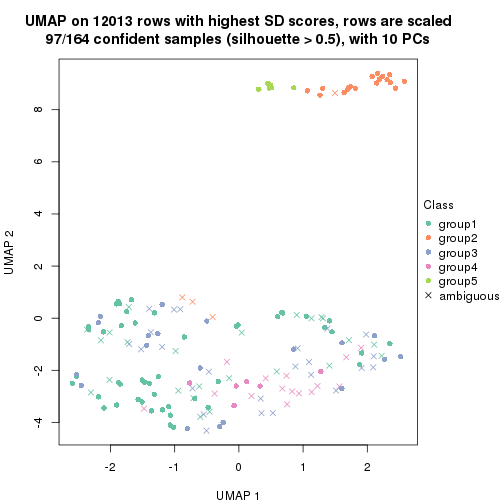 UMAP on 12013 rows with highest SD scores, rows are scaled
97/164 confident samples (silhouette > 0.5), with 10 PCs
8
6
4
2
0
-2
-4
UMAP 2
-2
-1
0
1
2
UMAP 1
Class
group1
group2
group3
group4
group5
ambiguous